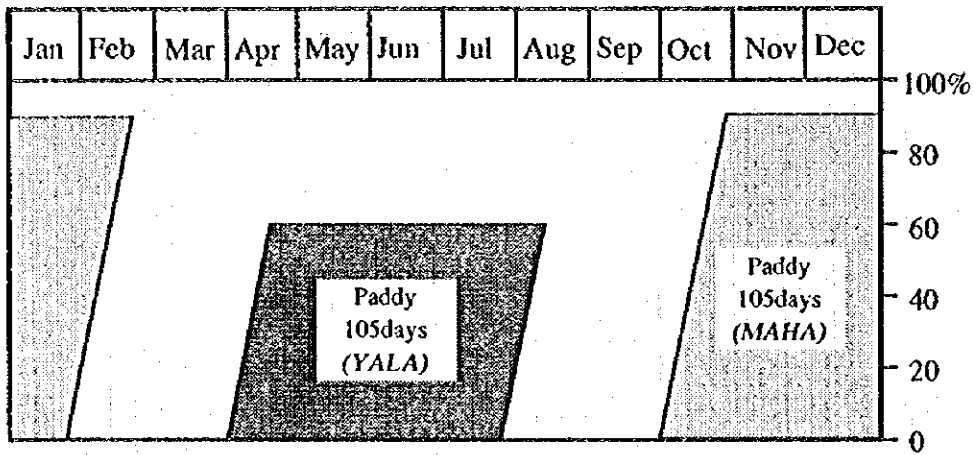 Jan Feb Mar Apr May Jun Jul Aug Sep Oct Nov Dec
100%
80
60
40
20
0
Paddy
105days
(YALA)
Paddy
105days
(MAHA)